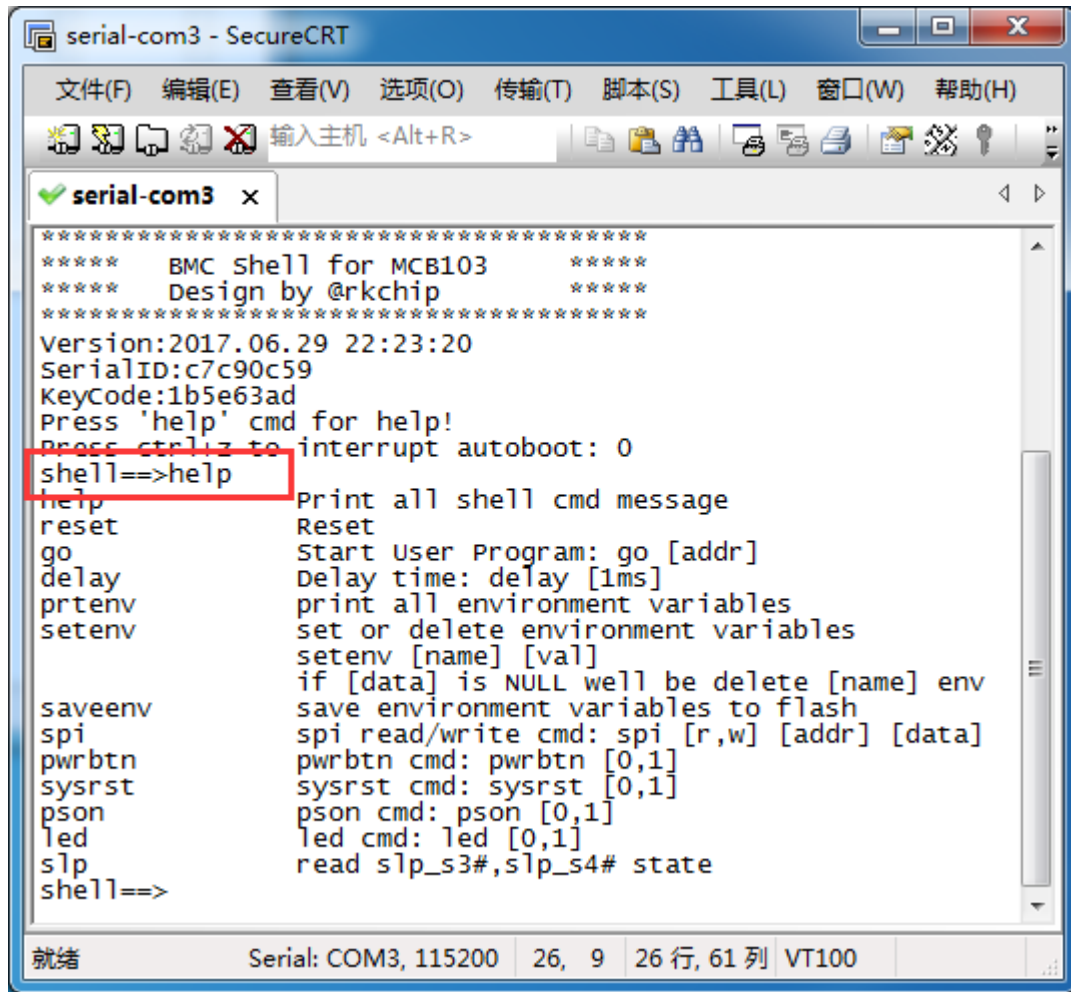 serial-com3 - SecureCRT
文件(F) 编辑(E) 查看(V) 选项(O) 传输(T) 脚本(S) 工具(L) 窗口(W) 帮助(H)
输入主机 <Alt+R>
serial-com3 x
**************************************
***** BMC Shell for MCB103 *****
***** Design by @rkchip *****
**************************************
Version:2017.06.29 22:23:20
SerialID:c7c90c59
KeyCode:1b5e63ad
Press 'help' cmd for help!
Press ctrl+z to interrupt autoboot: 0
shell==>help
help Print all shell cmd message
reset Reset
go Start User Program: go [addr]
delay Delay time: delay [1ms]
prtenv print all environment variables
setenv set or delete environment variables
setenv [name] [val]
if [data] is NULL well be delete [name] env
saveenv save environment variables to flash
spi spi read/write cmd: spi [r,w] [addr] [data]
pwrbtn pwrbtn cmd: pwrbtn [0,1]
sysrst sysrst cmd: sysrst [0,1]
pson pson cmd: pson [0,1]
led led cmd: led [0,1]
slp read slp_s3#,slp_s4# state
shell==>
就绪 Serial: COM3, 115200 26, 9 26 行, 61 列 VT100